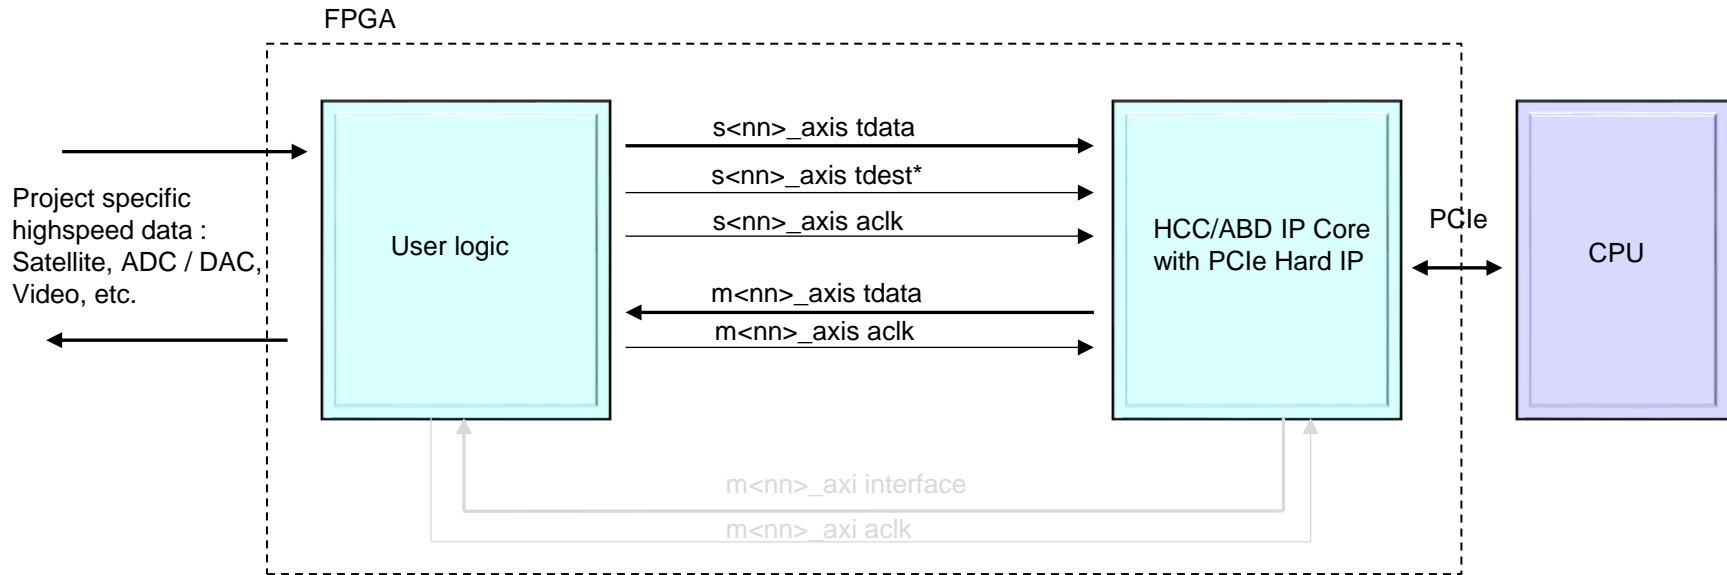 FPGA
Project specific
highspeed data :
Satellite, ADC / DAC,
Video, etc.
User logic
s<nn>_axis tdata
s<nn>_axis tdest*
s<nn>_axis aclk
m<nn>_axis tdata
m<nn>_axis aclk
HCC/ABD IP Core
with PCIe Hard IP
PCIe
CPU
m<nn>_axi interface
m<nn>_axi aclk